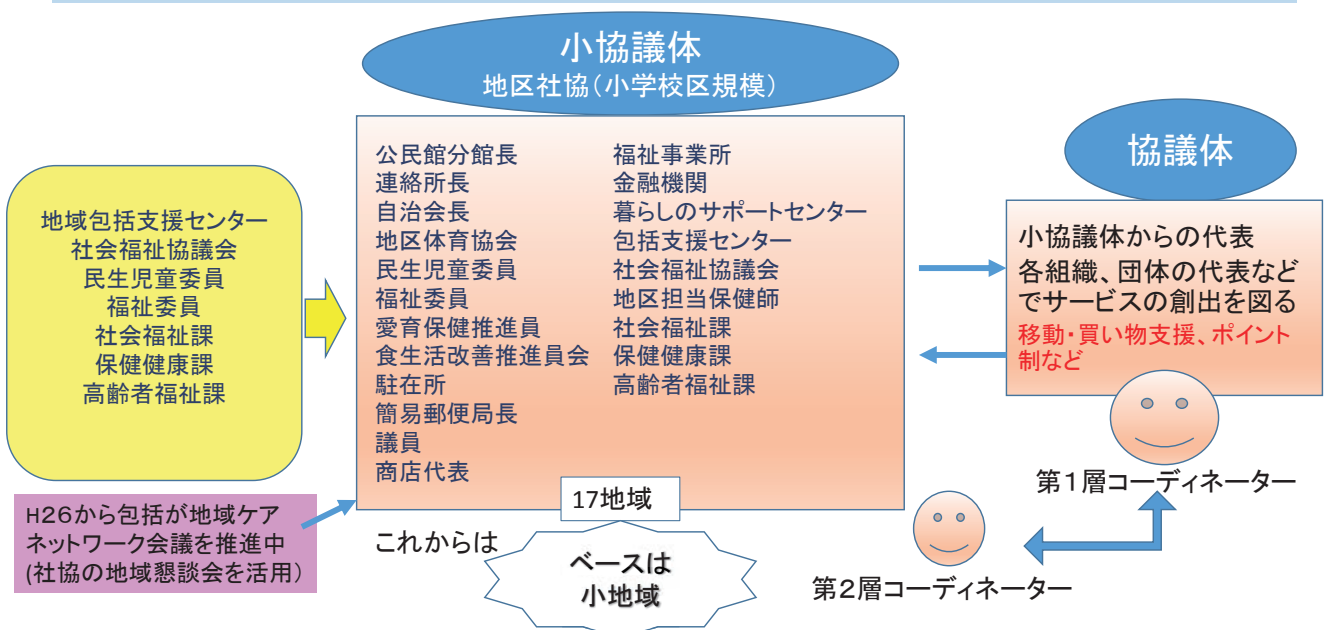 小協議体
地区社協（小学校区規模）
地域包括支援センター
社会福祉協議会
民生児童委員
福祉委員
社会福祉課
保健健康課
高齢者福祉課
H26から包括が地域ケア
ネットワーク会議を推進中
(社協の地域懇談会を活用）
公民館分館長
連絡所長
自治会長
地区体育協会
民生児童委員
福祉委員
愛育保健推進員
食生活改善推進員会
駐在所
簡易郵便局長
議員
商店代表
福祉事業所
金融機関
暮らしのサポートセンター
包括支援センター
社会福祉協議会
地区担当保健師
社会福祉課
保健健康課
高齢者福祉課
17地域
これからは
ベースは
小地域
協議体
小協議体からの代表
各組織、団体の代表など
でサービスの創出を図る
移動・買い物支援、ポイント
制など
第１層コーディネーター
第２層コーディネーター